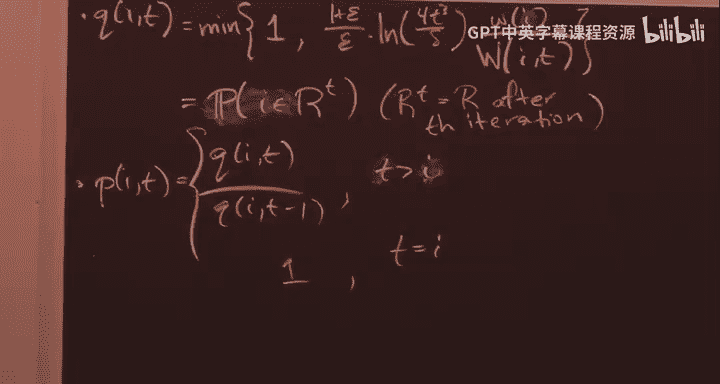 · q(i,t) = min{ 1, (1+ε)/ε · ln(4t²/δ) w(i)/W(i,t) }
GPT中英字幕课程资源 bilibili
= ℙ(i∈Rᵗ) (Rᵗ = R after
th iteration)
· p(i,t) = { q(i,t)/q(i,t-1), t>i
1, t=i